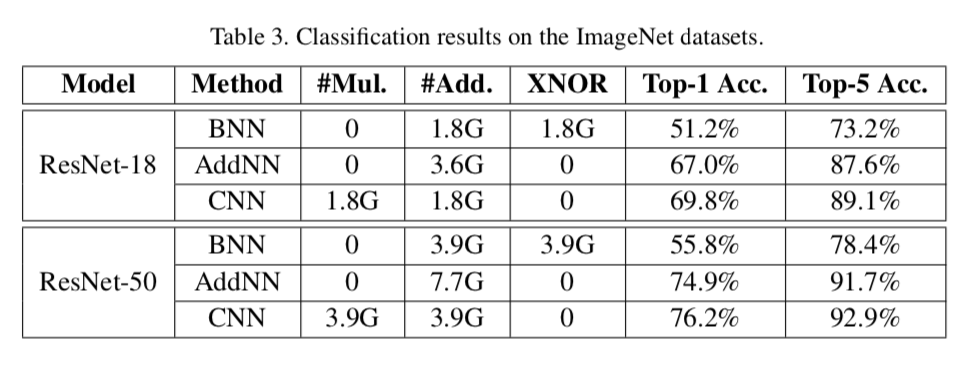 Table 3. Classification results on the ImageNet datasets.
Model Method #Mul. #Add. XNOR Top-1 Acc. Top-5 Acc.
BNN 0 1.8G 1.8G 51.2% 73.2%
ResNet-18 AddNN 0 3.6G 0 67.0% 87.6%
CNN 1.8G 1.8G 0 69.8% 89.1%
BNN 0 3.9G 3.9G 55.8% 78.4%
ResNet-50 AddNN 0 7.7G 0 74.9% 91.7%
CNN 3.9G 3.9G 0 76.2% 92.9%